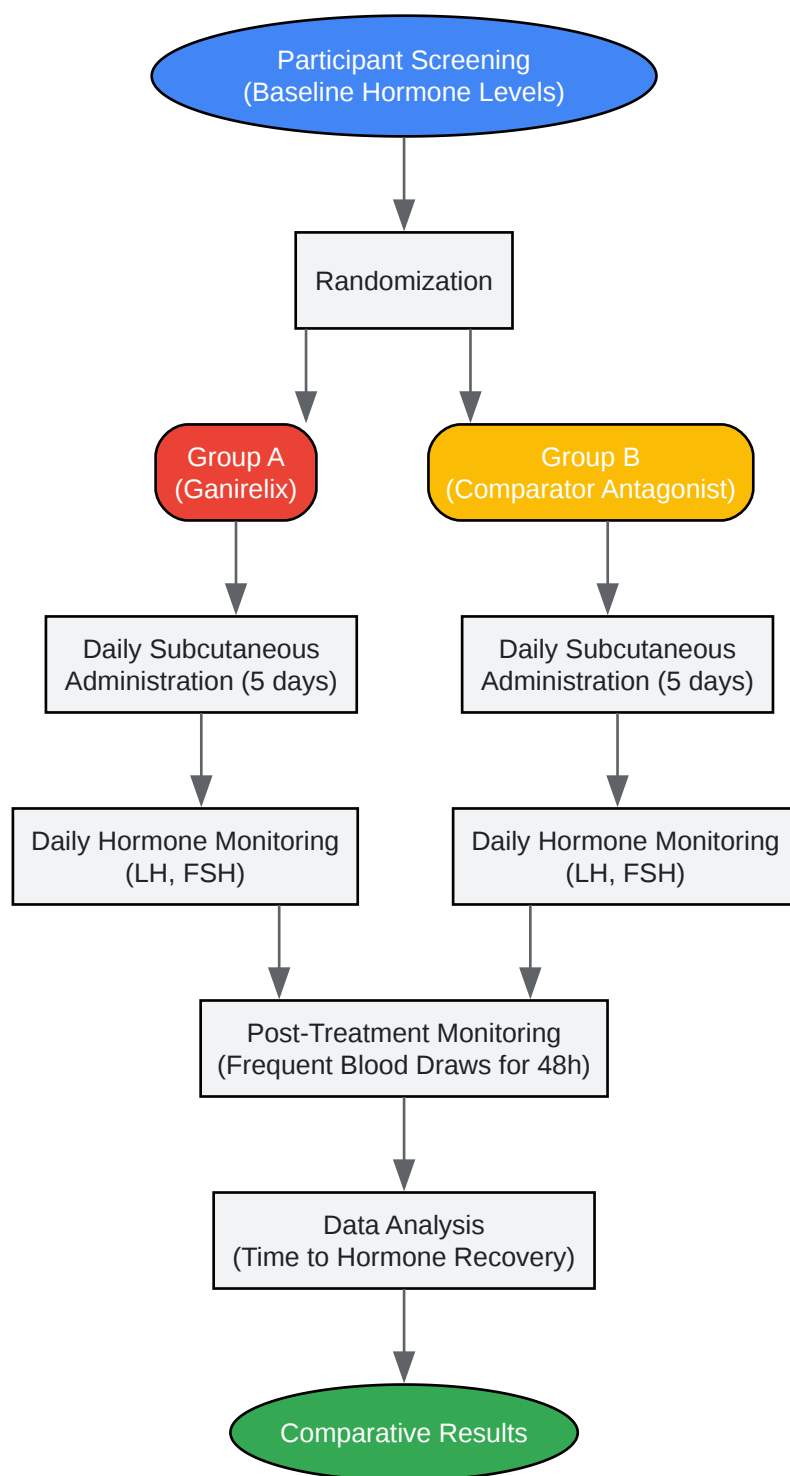 Participant Screening
(Baseline Hormone Levels)
Randomization
Group A
(Ganirelix)
Group B
(Comparator Antagonist)
Daily Subcutaneous
Administration (5 days)
Daily Subcutaneous
Administration (5 days)
Daily Hormone Monitoring
(LH, FSH)
Daily Hormone Monitoring
(LH, FSH)
Post-Treatment Monitoring
(Frequent Blood Draws for 48h)
Data Analysis
(Time to Hormone Recovery)
Comparative Results